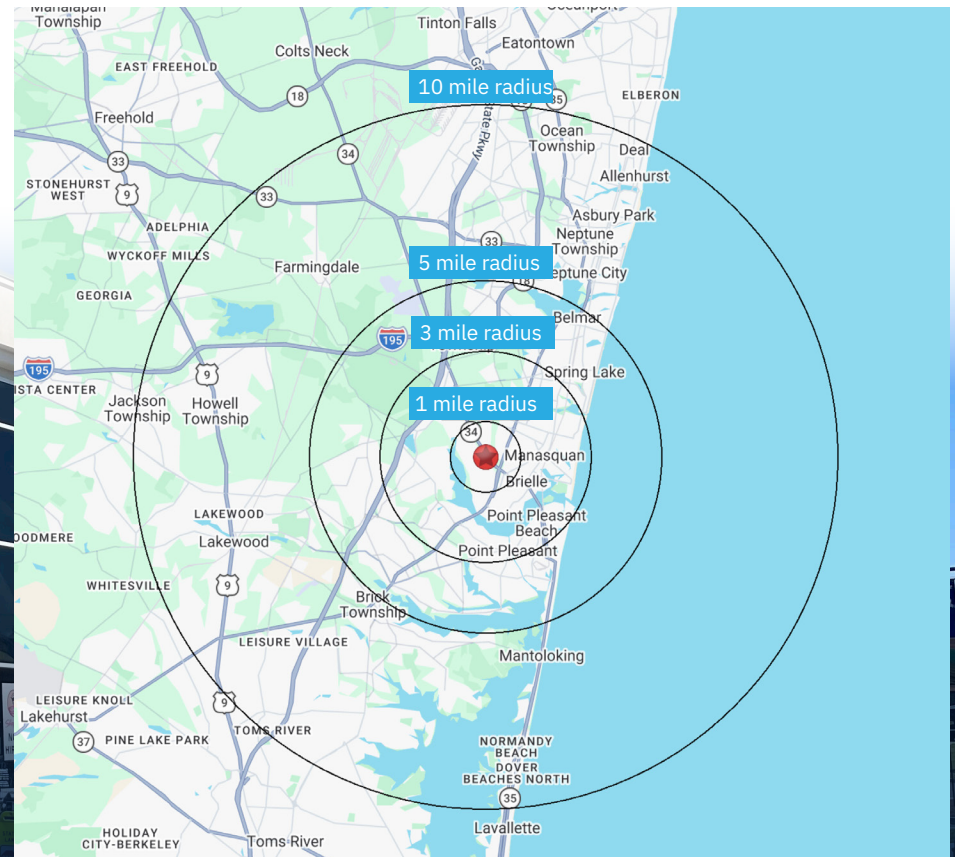 Township
Tinton Falls
Colts Neck
Eatontown
EAST FREEHOLD
10 mile radius
18
35
ELBERON
Freehold
State Pkwy
Ocean
Township
Deal
34
33
Allenhurst
STONEHURST
WEST
9
33
Asbury Park
ADELPHIA
Neptune
Township
33
WYCKOFF MILLS
Farmingdale
5 mile radius
eptune City
18
GEORGIA
Belmar
195
3 mile radius
195
9
Spring Lake
ISTA CENTER
Jackson
Township
Howell
Township
1 mile radius
34
Manasquan
Brielle
LAKEWOOD
Point Pleasant
Beach
OODMERE
Lakewood
Point Pleasant
WHITESVILLE
9
Brick
Township
LEISURE VILLAGE
Mantoloking
LEISURE KNOLL
9
Lakehurst
TOMS RIVER
37
PINE LAKE PARK
NORMANDY
BEACH
DOVER
BEACHES NORTH
35
HOLIDAY
CITY-BERKELEY
Toms River
Lavallette